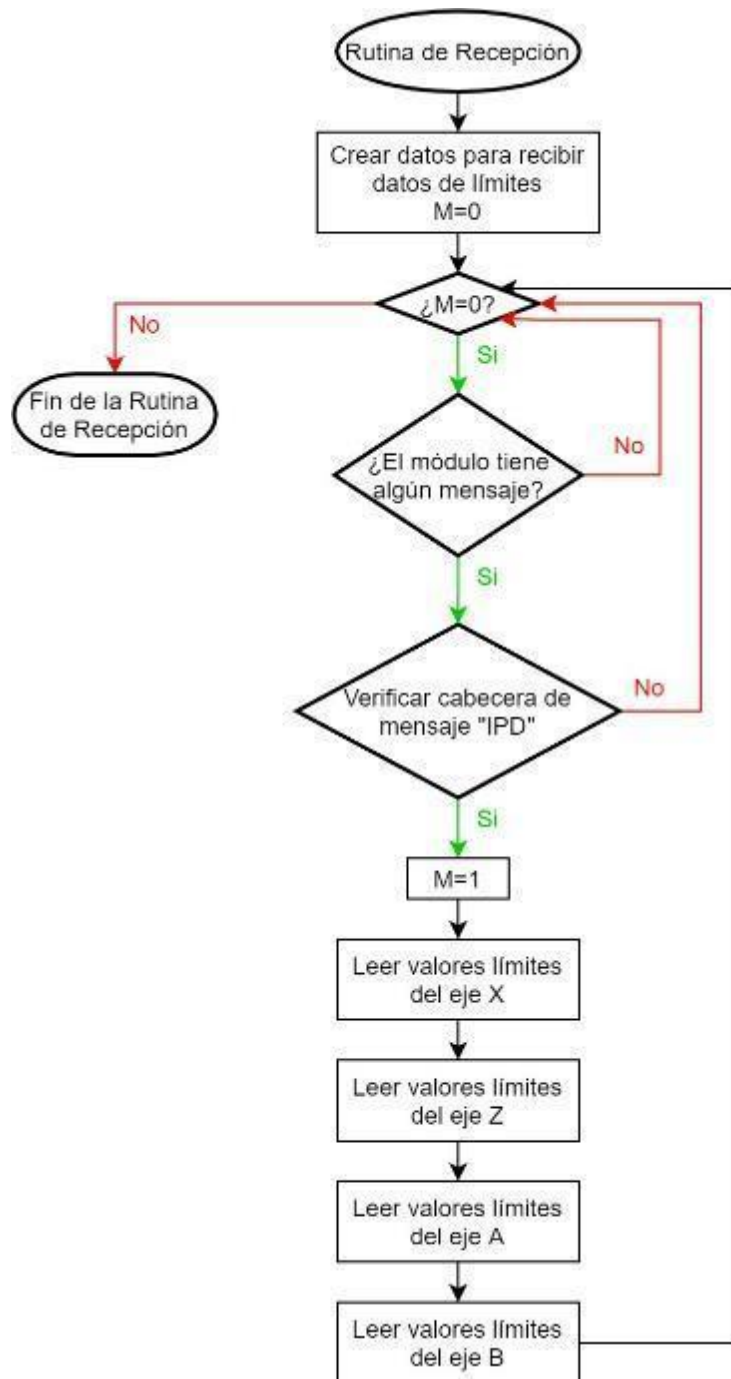 Rutina de Recepción
Crear datos para recibir
datos de límites
M=0
¿M=0?
No
Si
Fin de la Rutina
de Recepción
¿El módulo tiene
algún mensaje?
No
Si
Verificar cabecera de
mensaje "IPD"
No
Si
M=1
Leer valores límites
del eje X
Leer valores límites
del eje Z
Leer valores límites
del eje A
Leer valores límites
del eje B